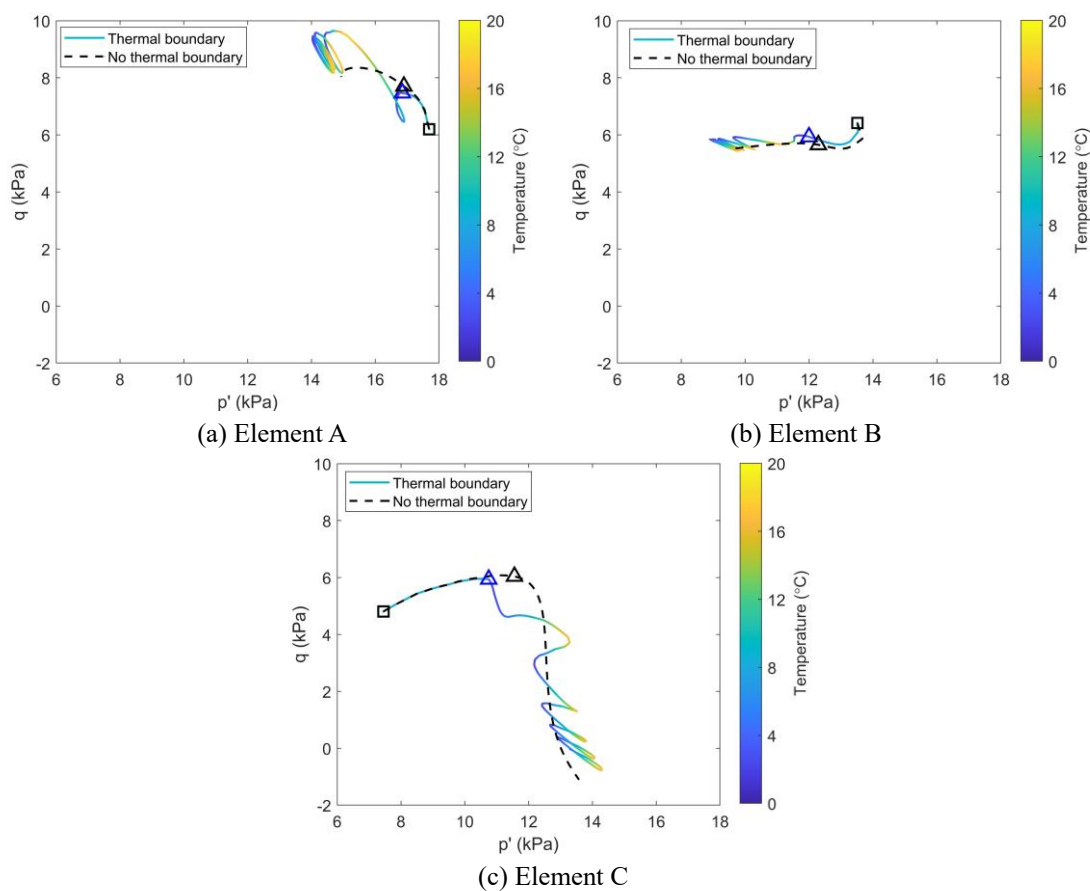 Thermal boundary
No thermal boundary
10
8
6
4
2
0
-2
q (kPa)
6 8 10 12 14 16 18
p' (kPa)
20
16
12
8
4
0
Temperature (°C)
(a) Element A
Thermal boundary
No thermal boundary
10
8
6
4
2
0
-2
q (kPa)
6 8 10 12 14 16 18
p' (kPa)
20
16
12
8
4
0
Temperature (°C)
(b) Element B
Thermal boundary
No thermal boundary
10
8
6
4
2
0
-2
q (kPa)
6 8 10 12 14 16 18
p' (kPa)
20
16
12
8
4
0
Temperature (°C)
(c) Element C